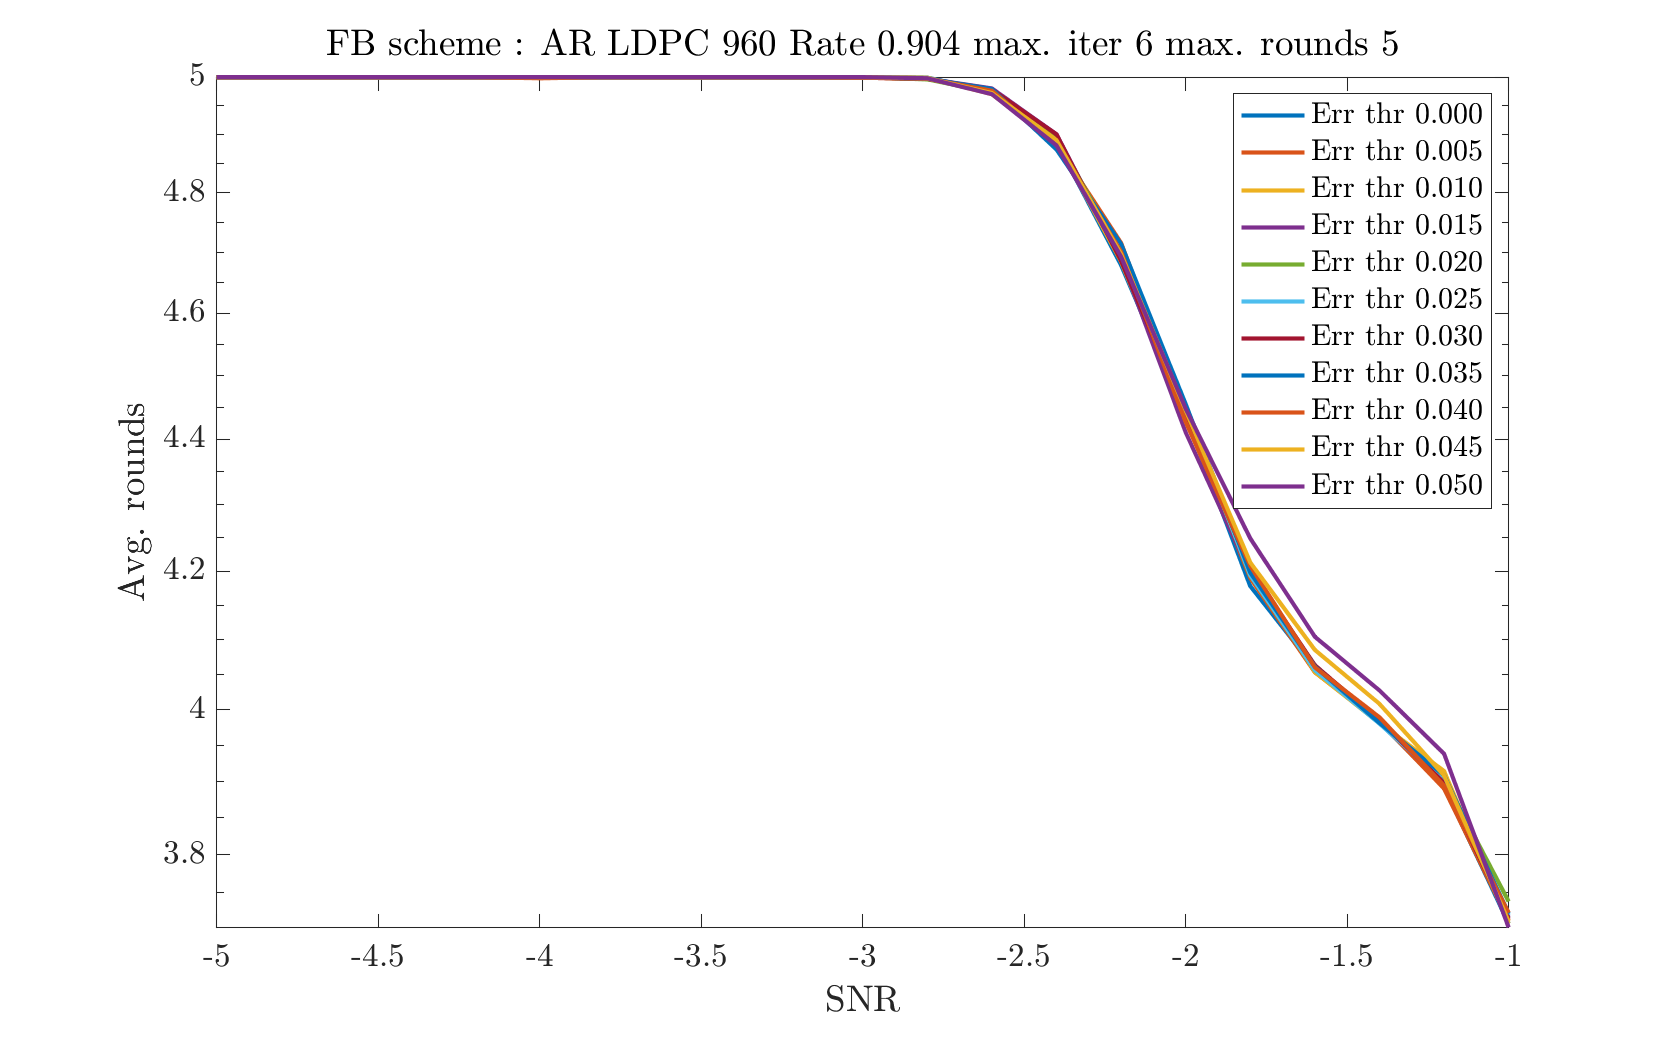 FB scheme : AR LDPC 960 Rate 0.904 max. iter 6 max. rounds 5
5
4.8
4.6
4.4
4.2
4
3.8
Avg. rounds
Err thr 0.000
Err thr 0.005
Err thr 0.010
Err thr 0.015
Err thr 0.020
Err thr 0.025
Err thr 0.030
Err thr 0.035
Err thr 0.040
Err thr 0.045
Err thr 0.050
-5 -4.5 -4 -3.5 -3 -2.5 -2 -1.5 -1
SNR